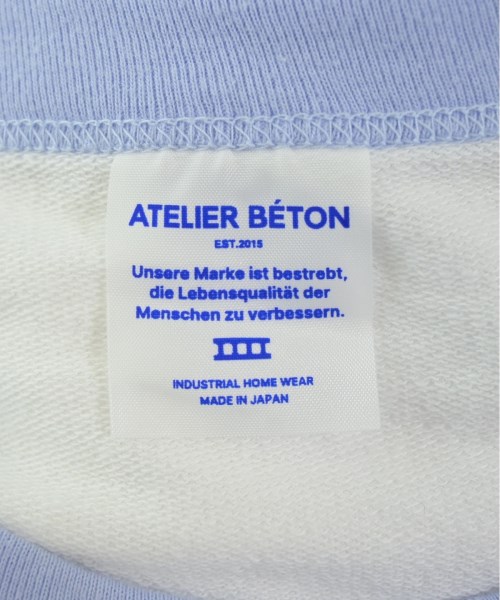 ATELIER BÉTON
EST.2015
Unsere Marke ist bestrebt,
die Lebensqualität der
Menschen zu verbessern.
INDUSTRIAL HOME WEAR
MADE IN JAPAN